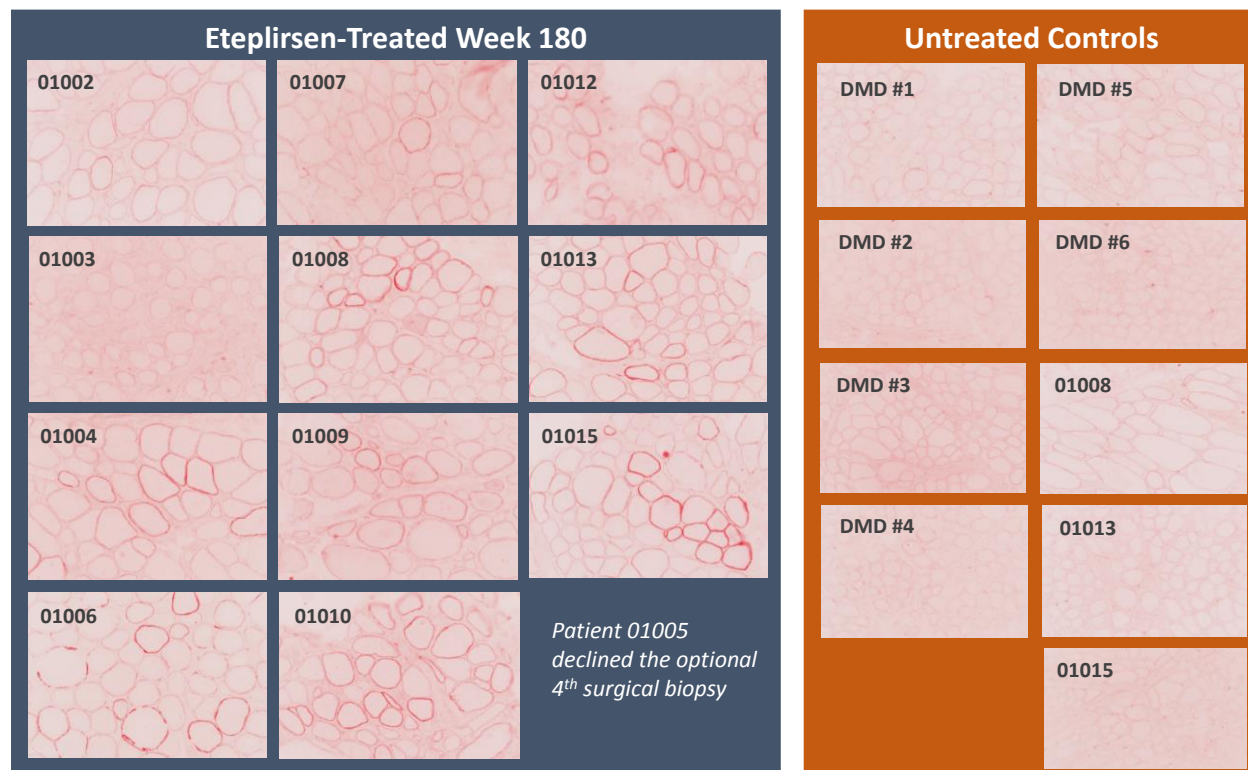 Eteplirsen-Treated Week 180
01002
01007
01012
01003
01008
01013
01004
01009
01015
01006
01010
Patient 01005
declined the optional
4th surgical biopsy
Untreated Controls
DMD #1
DMD #5
DMD #2
DMD #6
DMD #3
01008
DMD #4
01013
01015